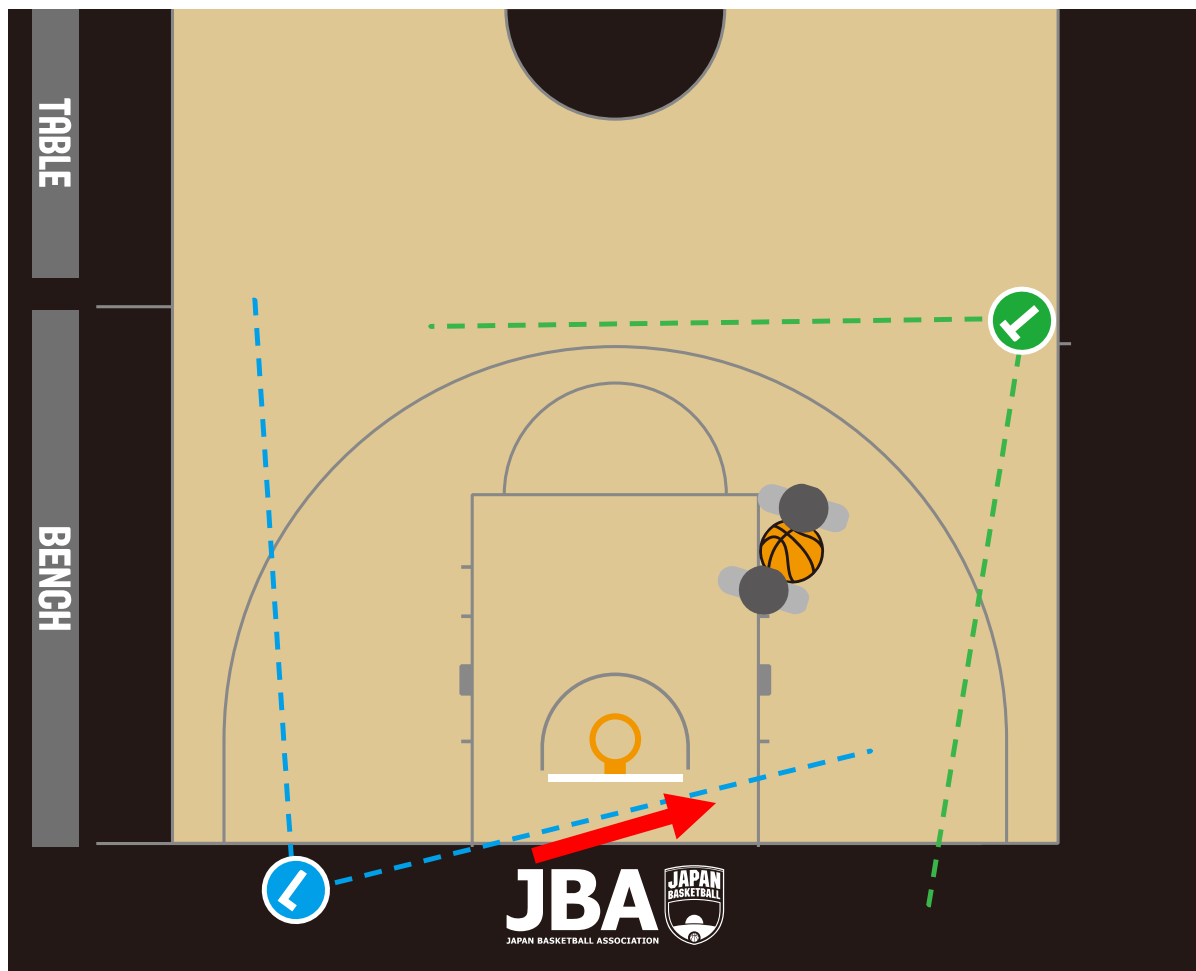 TABLE
BENCH
T
L
JBA
JAPAN BASKETBALL ASSOCIATION
JAPAN
BASKETBALL